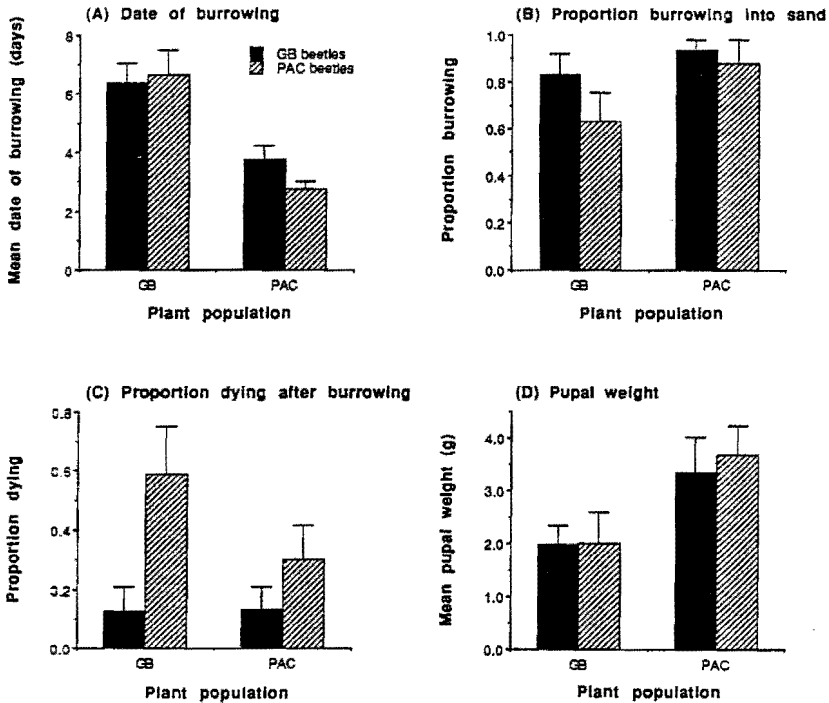 (A) Date of burrowing
Mean date of burrowing (days)
8
6
4
2
0
GB beetles
PAC beetles
GB
PAC
Plant population
(B) Proportion burrowing into sand
Proportion burrowing
1.0
0.8
0.6
0.4
0.2
0.0
GB
PAC
Plant population
(C) Proportion dying after burrowing
Proportion dying
0.8
0.6
0.4
0.2
0.0
GB
PAC
Plant population
(D) Pupal weight
Mean pupal weight (g)
4.0
3.0
2.0
1.0
0.0
GB
PAC
Plant population